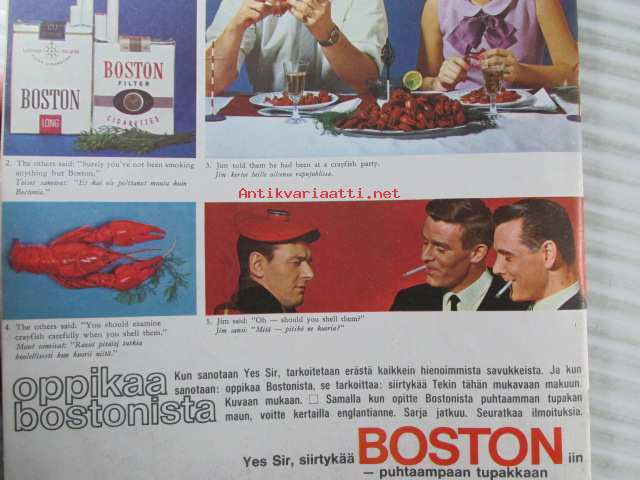 BOSTON
LONG
BOSTON
FILTER
CIGARETTES
2. The others said: "Surely you've not been smoking
anything but Boston."
Toiset sanoivat: "Et kai ole polttanut muuta kuin
Bostonia."
3. Jim told them he had been at a crayfish party.
Jim kertoi heille olleensa rapujuhlissa.
Antikvariaatti.net
4. The others said: "You should examine
crayfish carefully when you shell them."
Muut sanoivat: "Ravut pitäisi tutkia
huolellisesti kun kuorii niitä."
5. Jim said: "Oh — should you shell them?"
Jim sanoi: "Mitä — pitikö ne kuoria?"
oppikaa
bostonista
Kun sanotaan Yes Sir, tarkoitetaan erästä kaikkein hienoimmista savukkeista. Ja kun
sanotaan: oppikaa Bostonista, se tarkoittaa: siirtykää Tekin tähän mukavaan makuun.
Kuvaan mukaan. □ Samalla kun opitte Bostonista puhtaamman tupakan
maun, voitte kertailla englantianne. Sarja jatkuu. Seuratkaa ilmoituksia.
Yes Sir, siirtykää BOSTON iin
— puhtaampaan tupakkaan